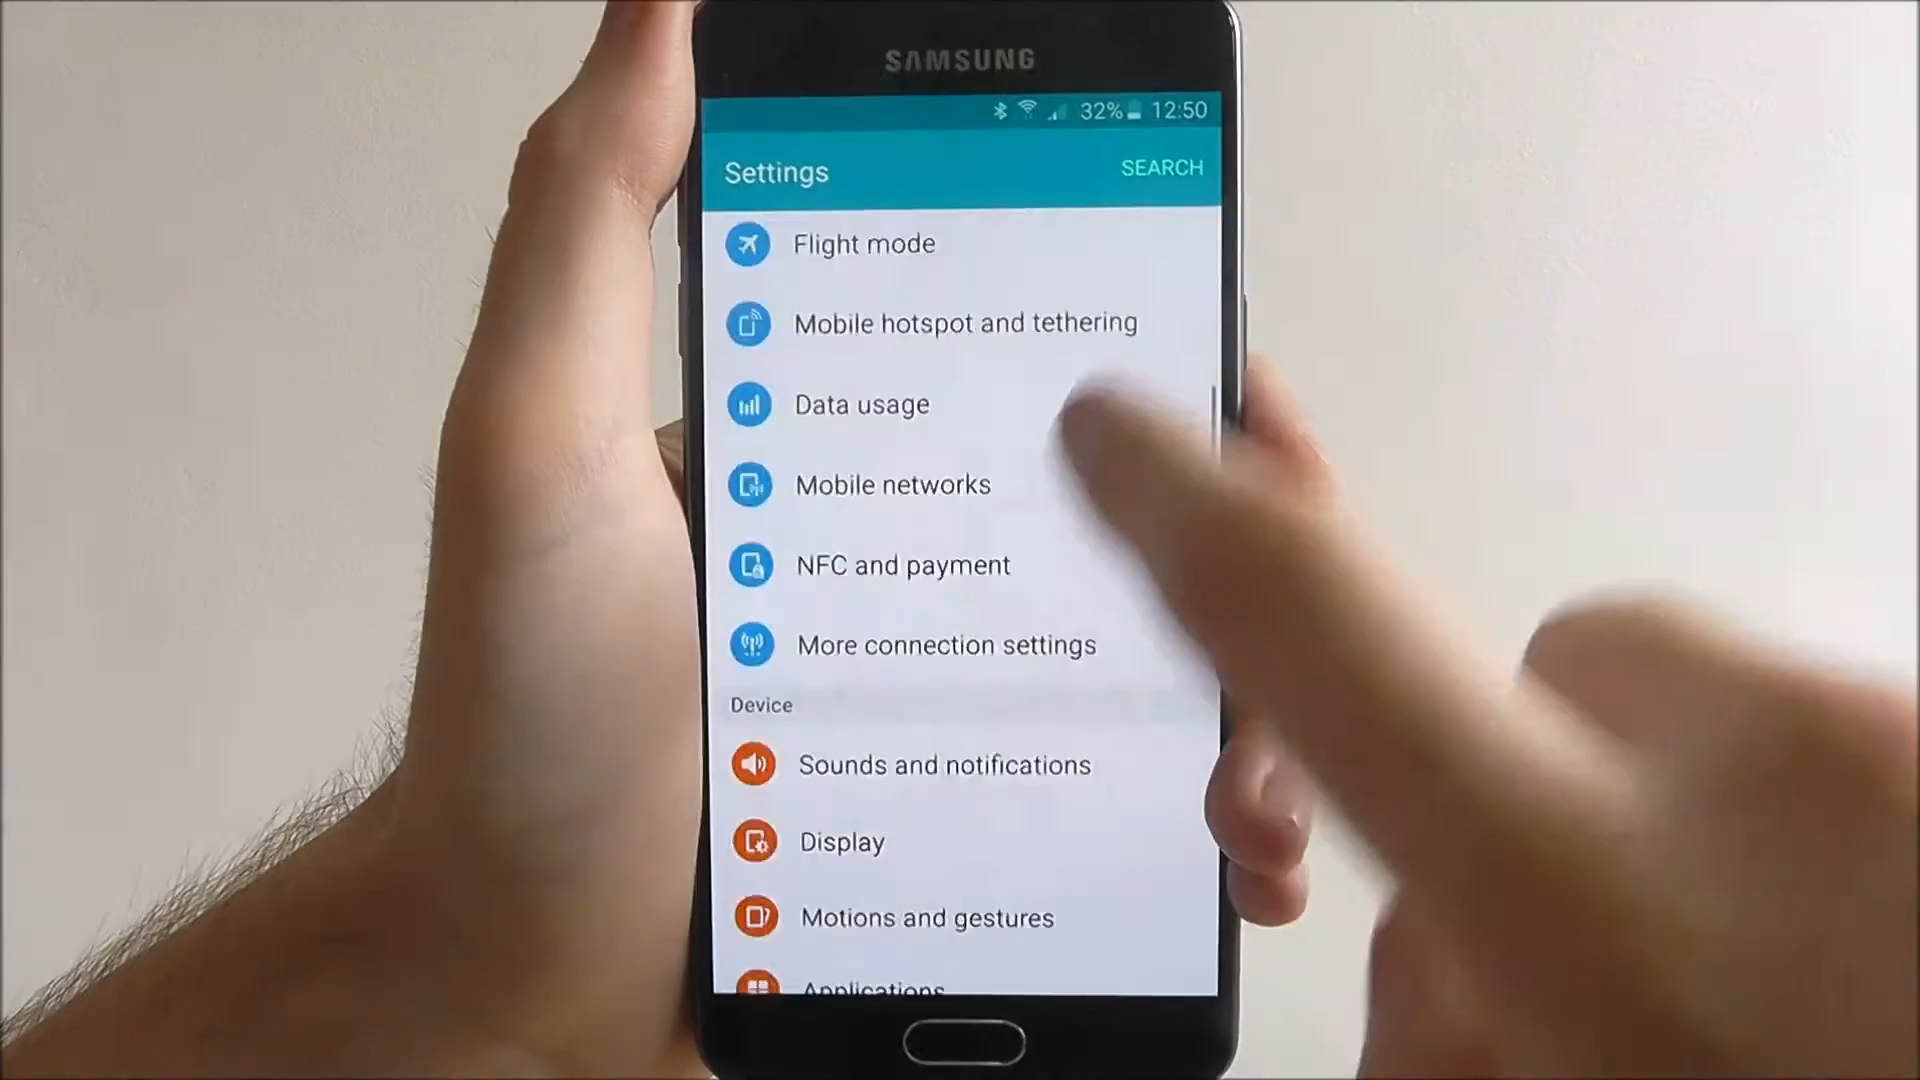 SAMSUNG
32% 12:50
Settings SEARCH
Flight mode
Mobile hotspot and tethering
Data usage
Mobile networks
NFC and payment
More connection settings
Device
Sounds and notifications
Display
Motions and gestures
Applications